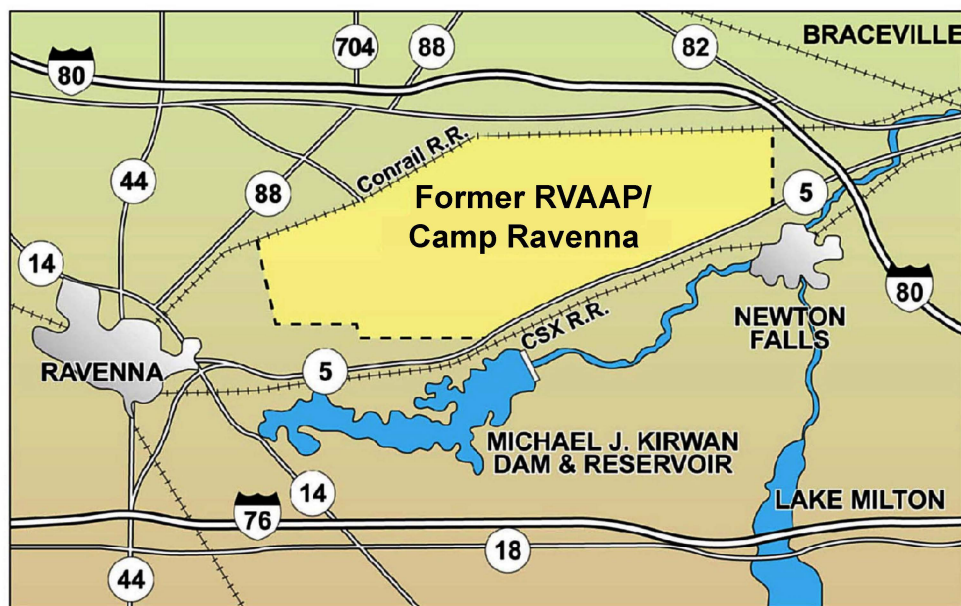 704
88
82
BRACEVILLE
80
Conrail R.R.
44
88
Former RVAAP/
Camp Ravenna
5
14
80
NEWTON
FALLS
CSX R.R.
RAVENNA
5
MICHAEL J. KIRWAN
DAM & RESERVOIR
14
LAKE MILTON
76
18
44